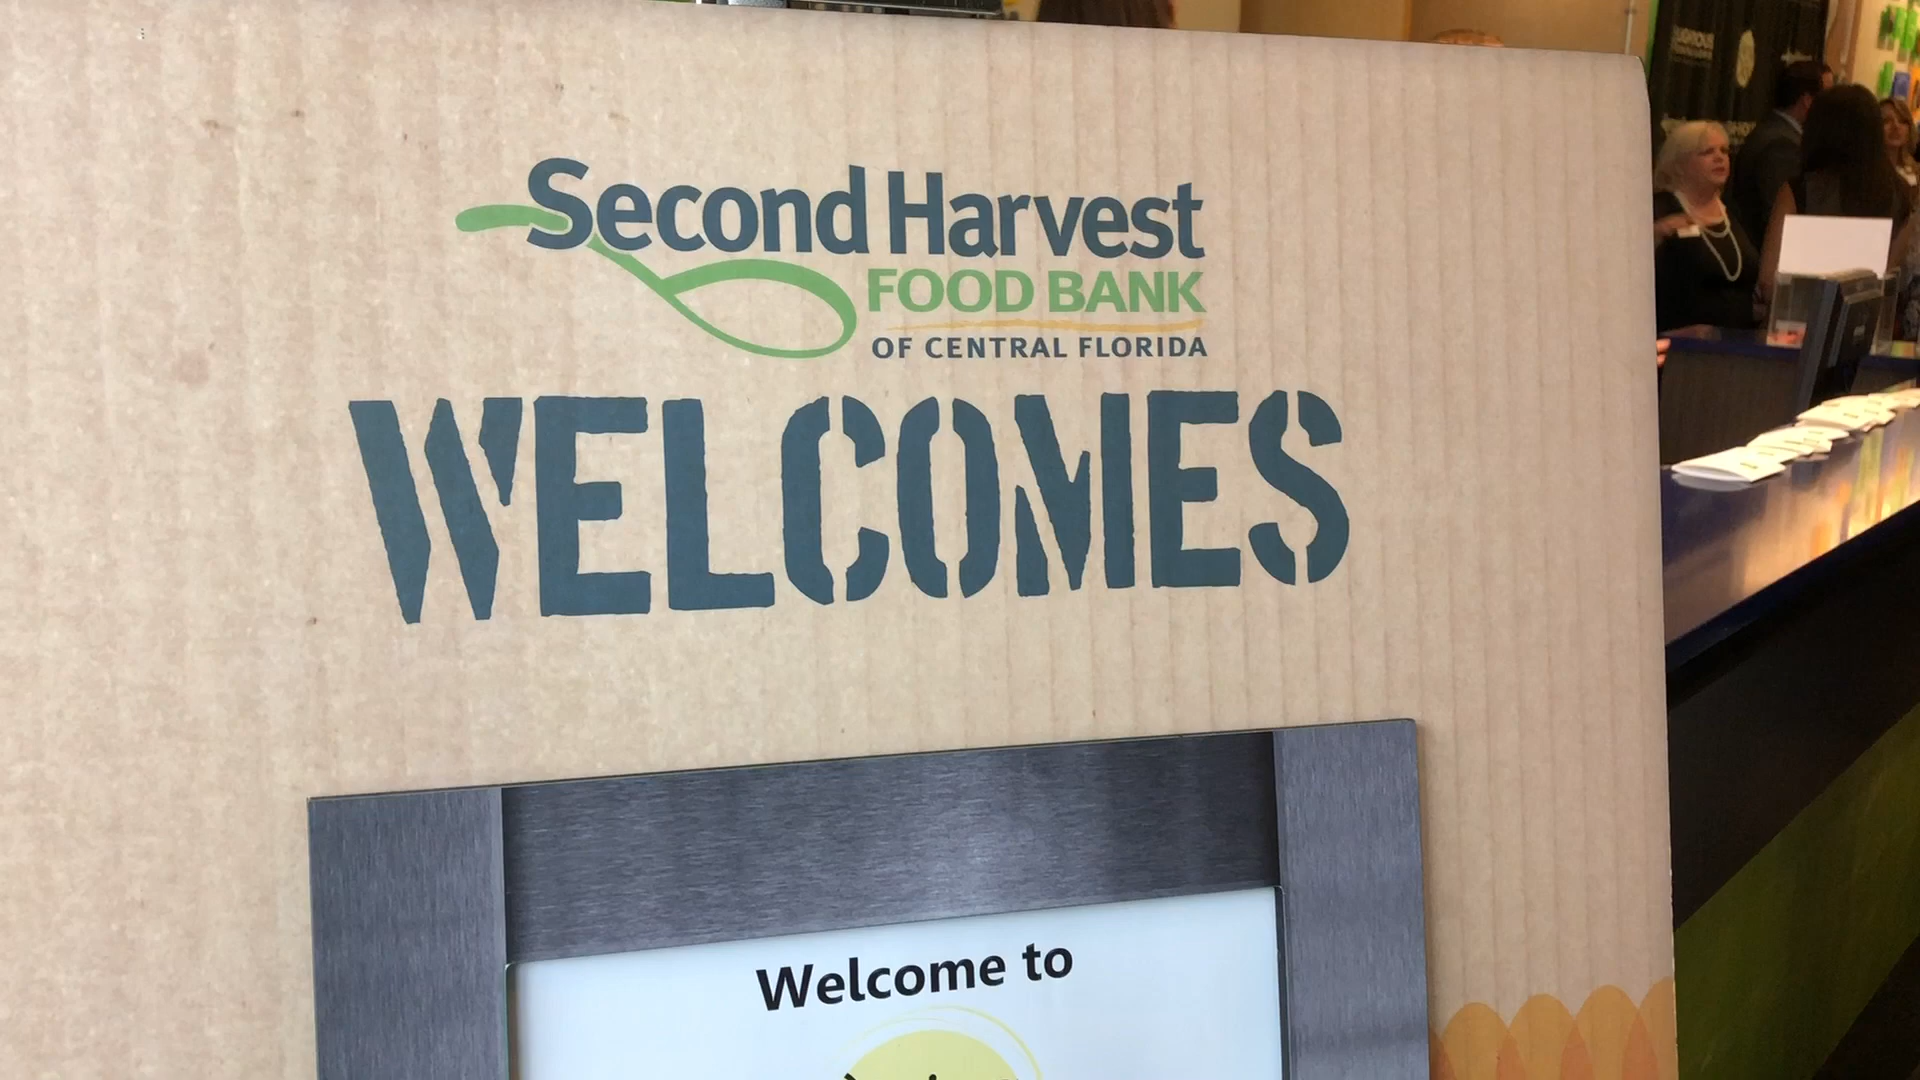 Second Harvest
FOOD BANK
OF CENTRAL FLORIDA
WELCOMES
Welcome to